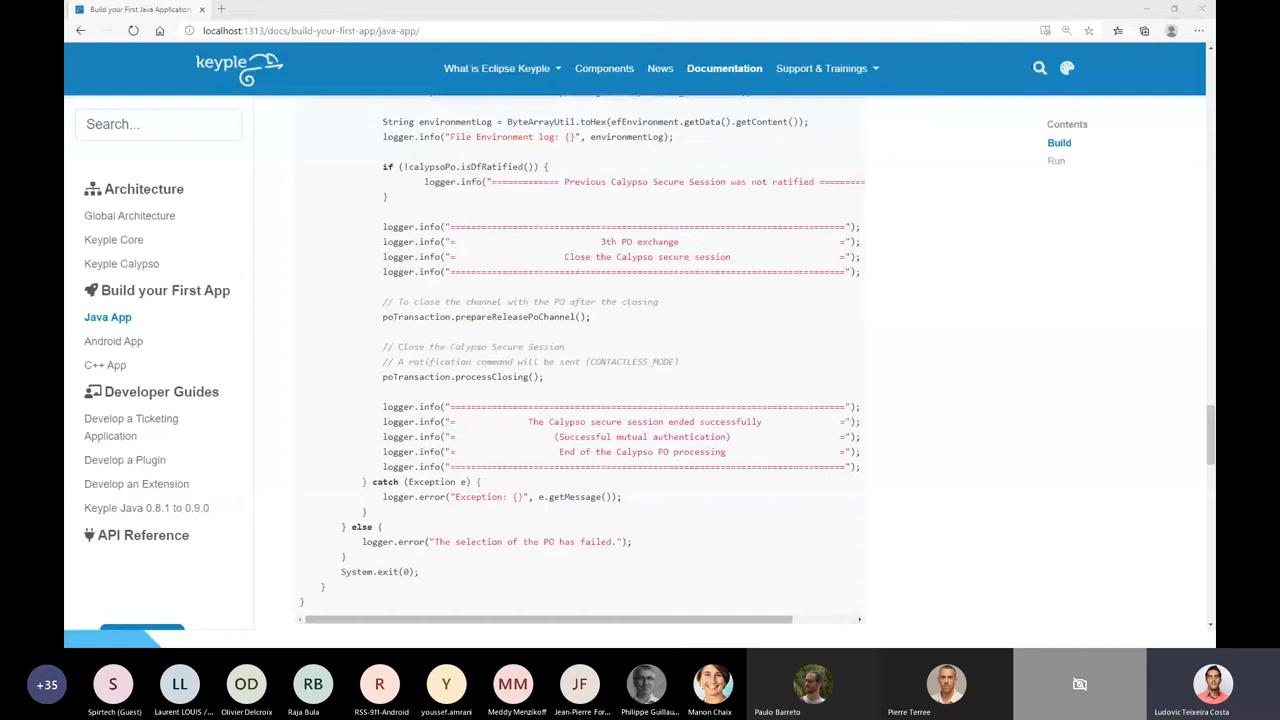 Build your First Java Application
localhost:1313/docs/build-your-first-app/java-app/
keyple
What is Eclipse Keyple
Components
News
Documentation
Support & Trainings
Search...
Architecture
Global Architecture
Keyple Core
Keyple Calypso
Build your First App
Java App
Android App
C++ App
Developer Guides
Develop a Ticketing
Application
Develop a Plugin
Develop an Extension
Keyple Java 0.8.1 to 0.9.0
API Reference
String environmentLog = ByteArrayUtil.toHex(efEnvironment.getData().getContent());
logger.info("File Environment log: {}", environmentLog);
if (!calypsoPo.isDfRatified()) {
logger.info("============= Previous Calypso Secure Session was not ratified =========
}
logger.info("==========================================================================");
logger.info("= 3th PO exchange =");
logger.info("= Close the Calypso secure session =");
logger.info("==========================================================================");
// To close the channel with the PO after the closing
poTransaction.prepareReleasePoChannel();
// Close the Calypso Secure Session
// A ratification command will be sent (CONTACTLESS_MODE)
poTransaction.processClosing();
logger.info("==========================================================================");
logger.info("= The Calypso secure session ended successfully =");
logger.info("= (Successful mutual authentication) =");
logger.info("= End of the Calypso PO processing =");
logger.info("==========================================================================");
} catch (Exception e) {
logger.error("Exception: {}", e.getMessage());
}
} else {
logger.error("The selection of the PO has failed.");
}
System.exit(0);
}
}
Contents
Build
Run
+35
S
LL
OD
RB
R
Y
MM
JF
Spirtech (Guest)
Laurent LOUIS /...
Olivier Delcroix
Raja Bula
RSS-911-Android
youssef.amrani
Meddy Menzikoff
Jean-Pierre For...
Philippe Guillau...
Manon Chaix
Paulo Barreto
Pierre Terree
Ludovic Teixeira Costa